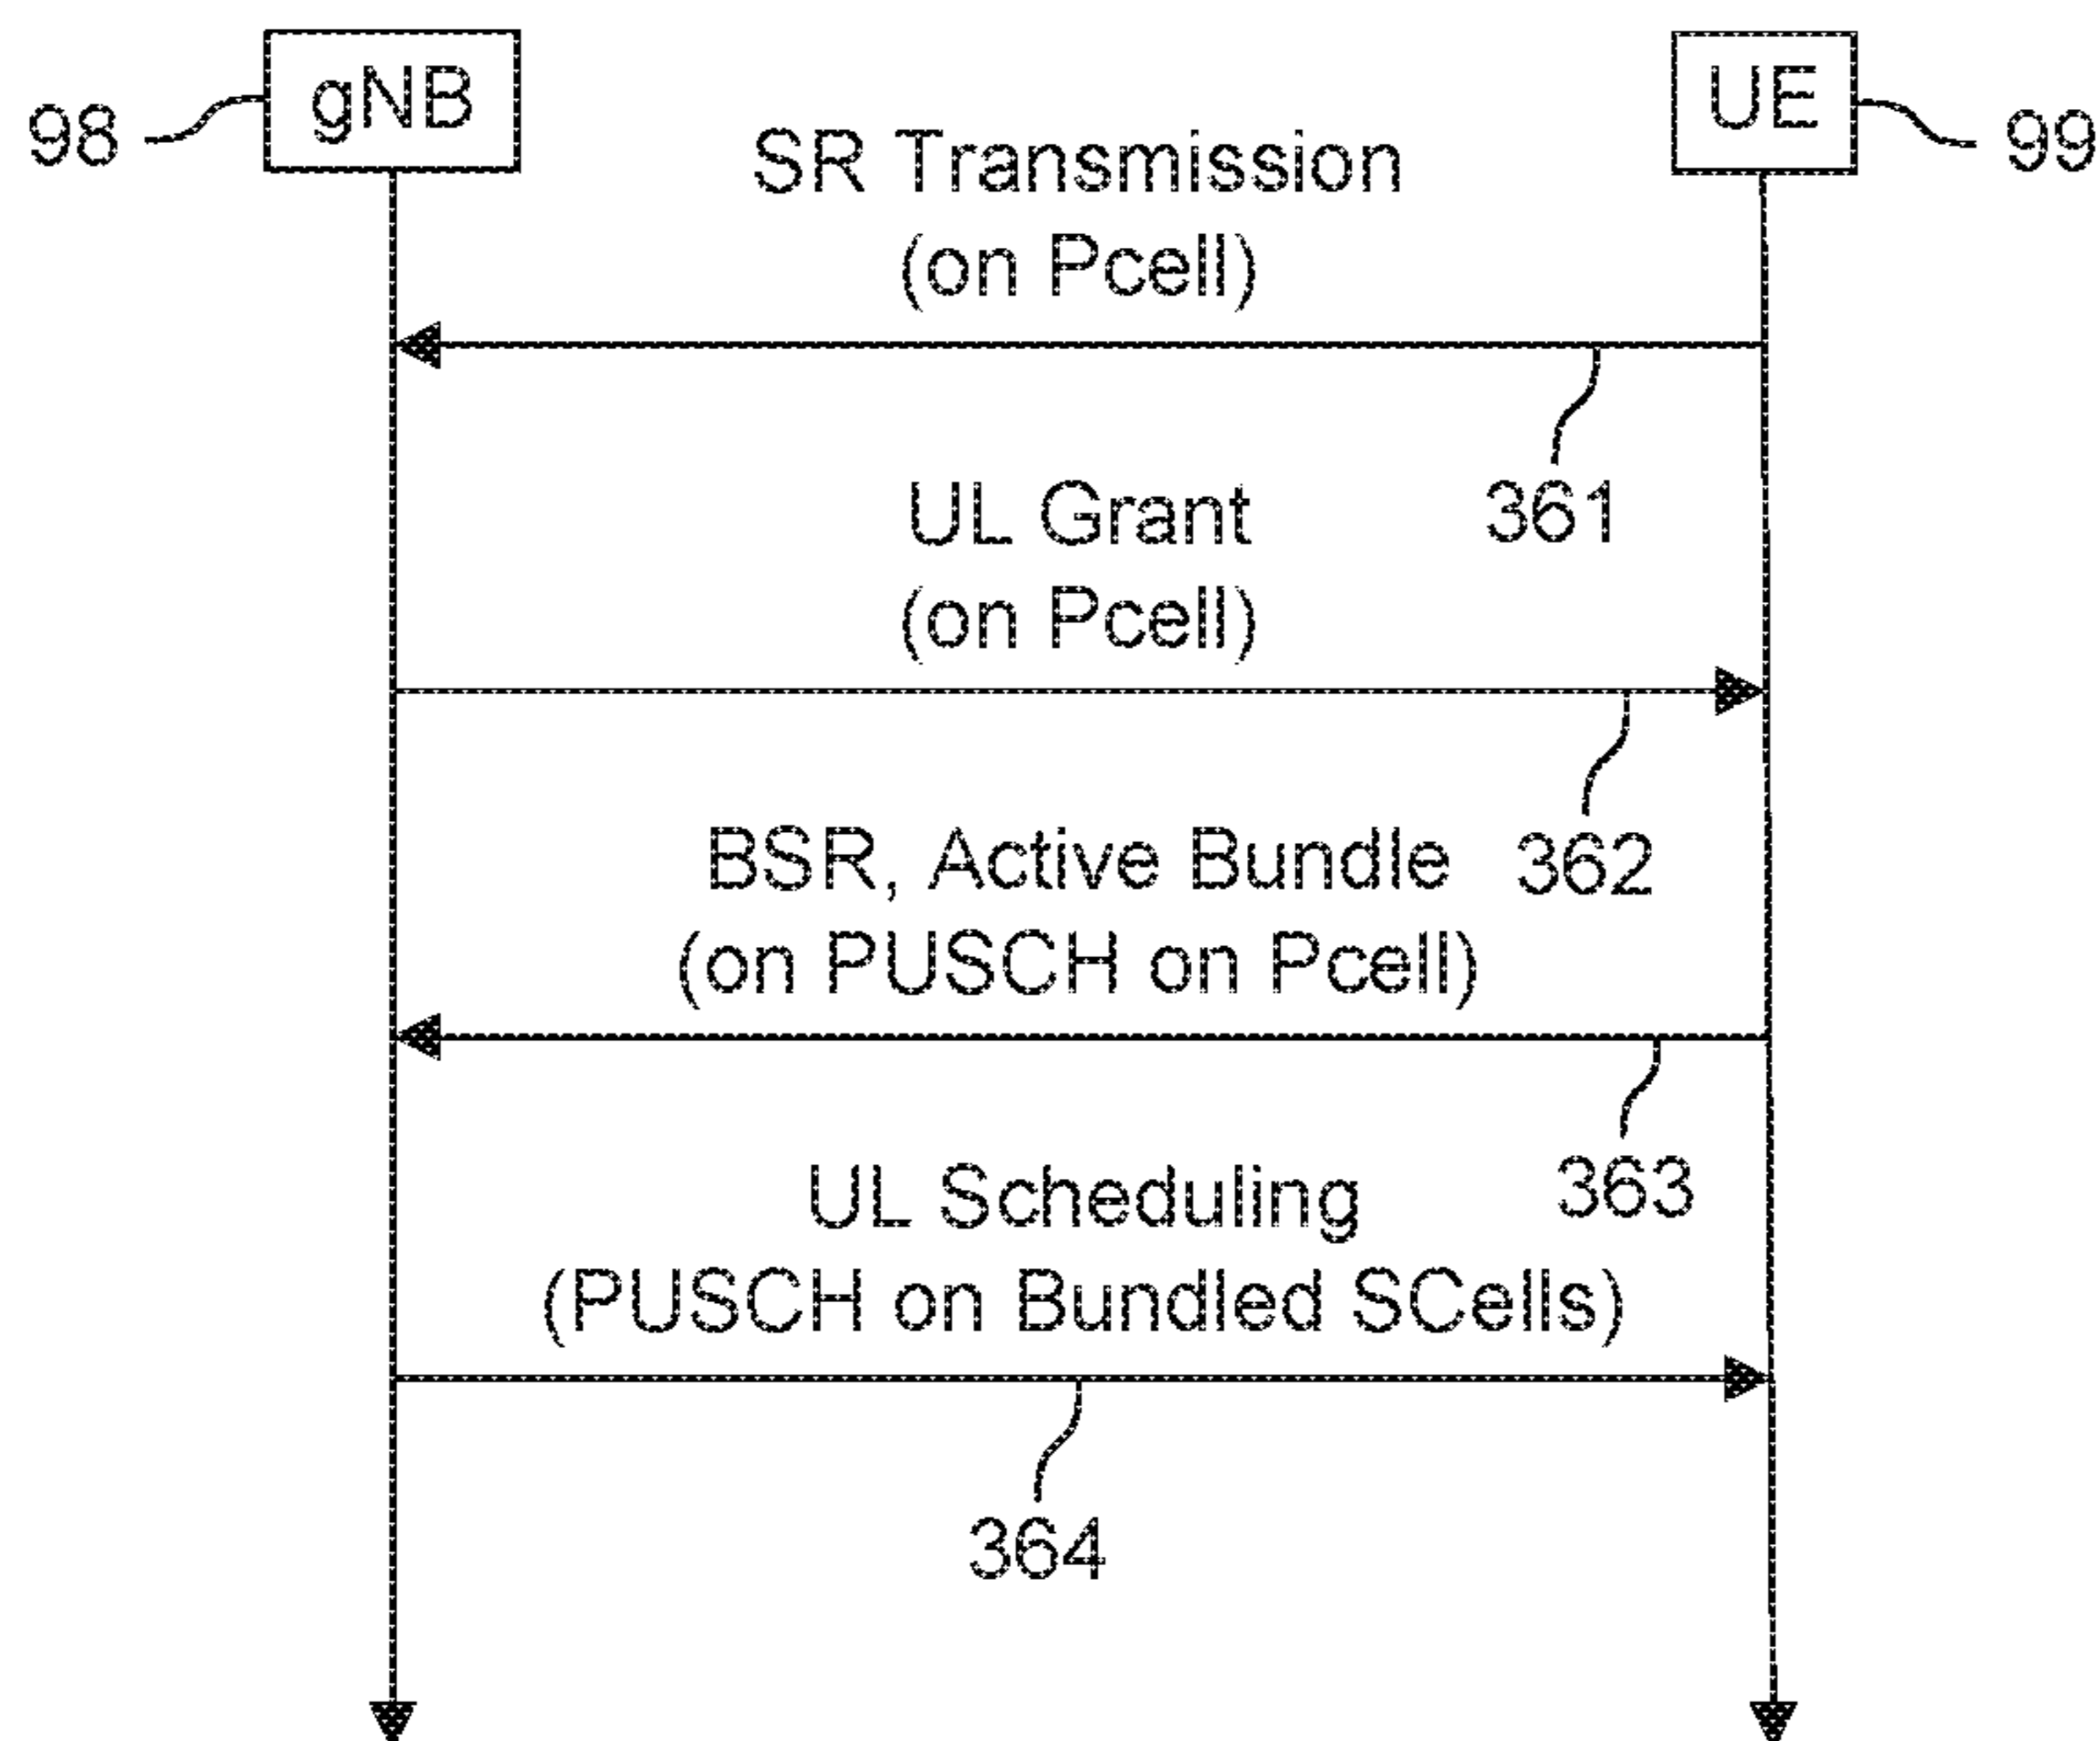 98
gNB
UE
99
SR Transmission
(on Pcell)
361
UL Grant
(on Pcell)
362
BSR, Active Bundle
(on PUSCH on Pcell)
363
UL Scheduling
(PUSCH on Bundled SCells)
364